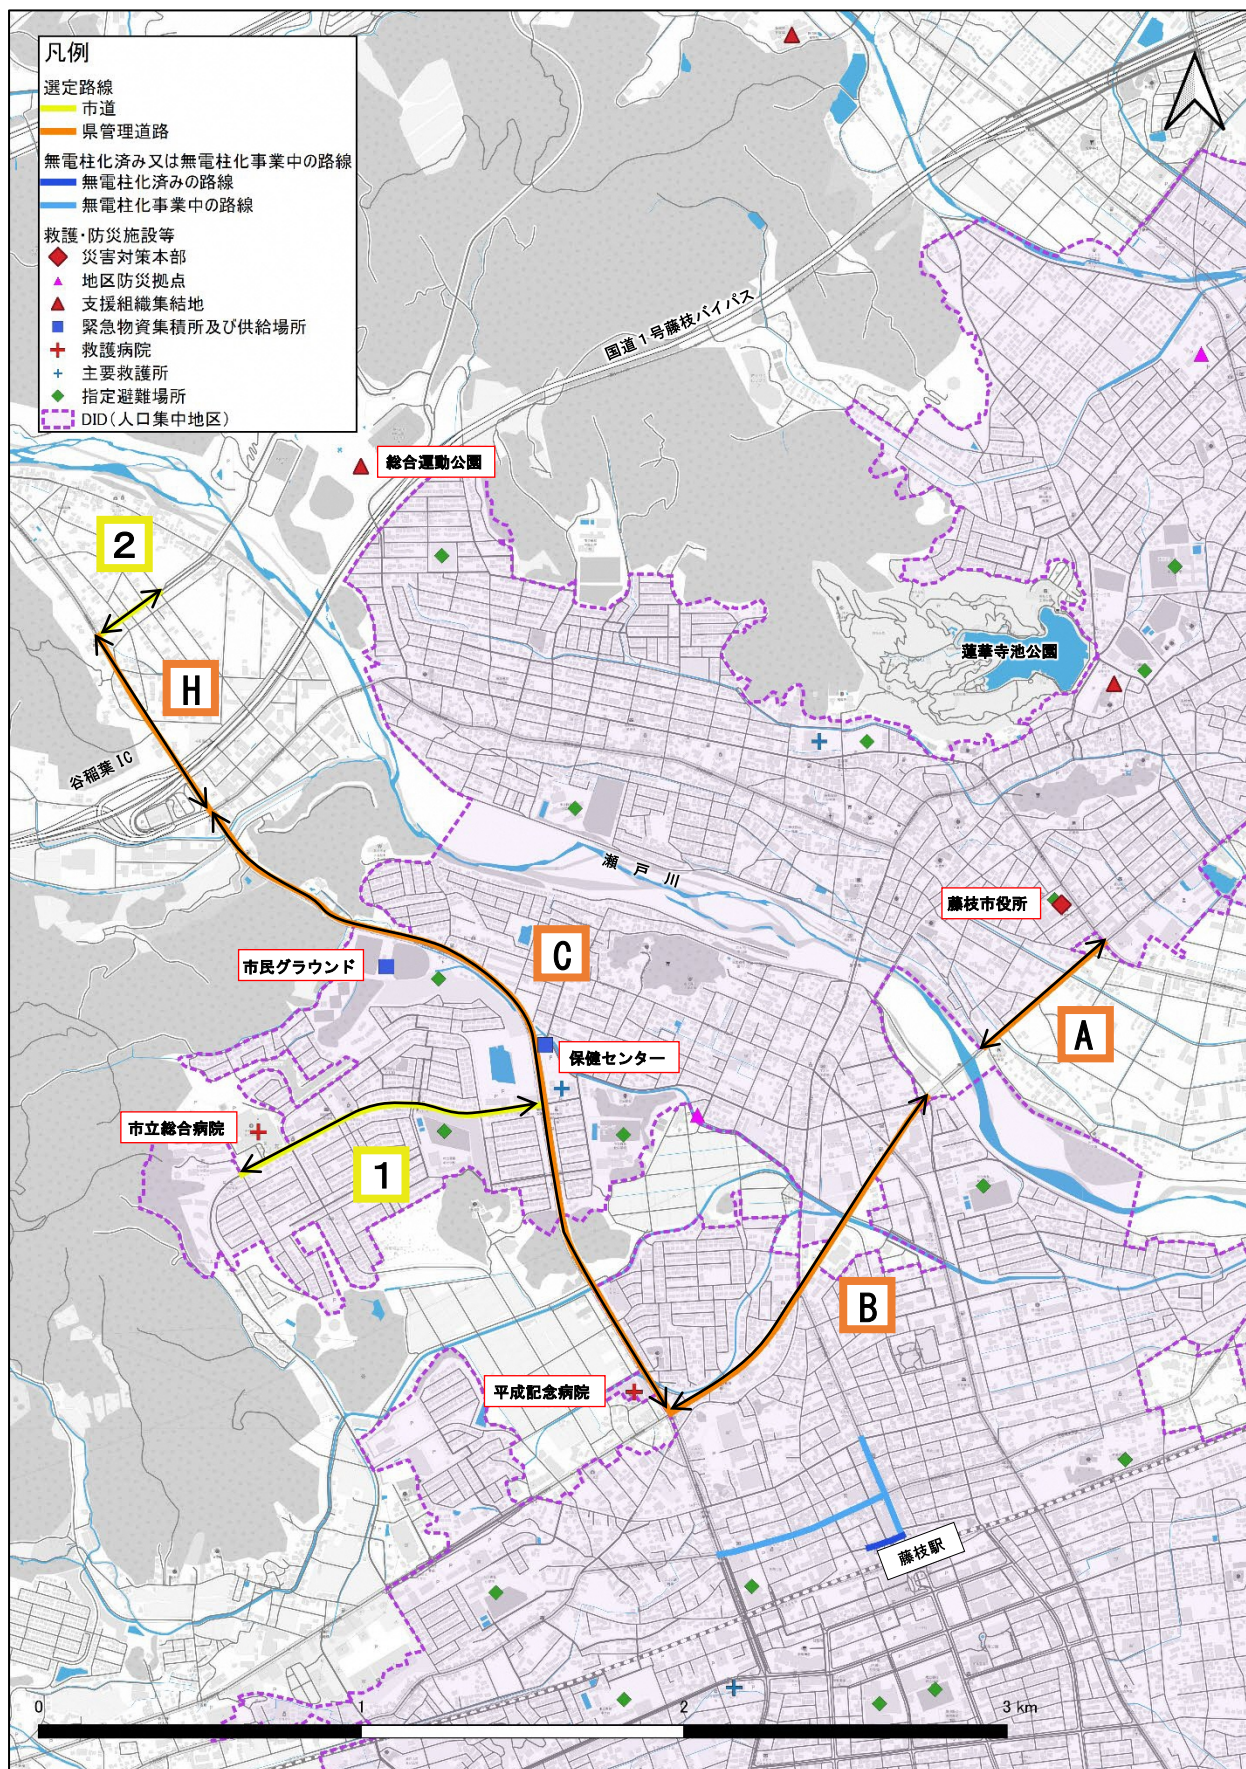 凡例
選定路線
市道
県管理道路
無電柱化済み又は無電柱化事業中の路線
無電柱化済みの路線
無電柱化事業中の路線
救護・防災施設等
災害対策本部
地区防災拠点
支援組織集結地
緊急物資集積所及び供給場所
救護病院
主要救護所
指定避難場所
DID(人口集中地区)
国道1号藤枝バイパス
総合運動公園
2
H
蓮華寺池公園
谷稲葉IC
瀬戸川
藤枝市役所
市民グラウンド
C
A
保健センター
市立総合病院
1
B
平成記念病院
藤枝駅
0 1 2 3 km